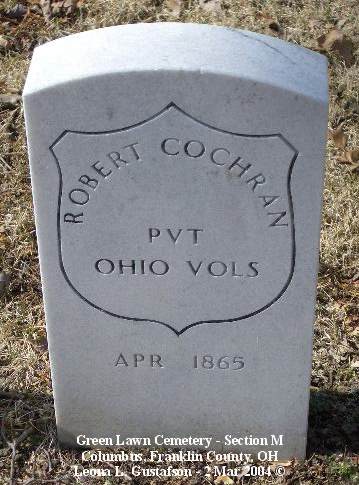 ROBERT COCHRAN
PVT
OHIO VOLS
APR 1865
Green Lawn Cemetery - Section M
Columbus, Franklin County, OH
Leona L. Gustafson - 2 Mar 2004 ©